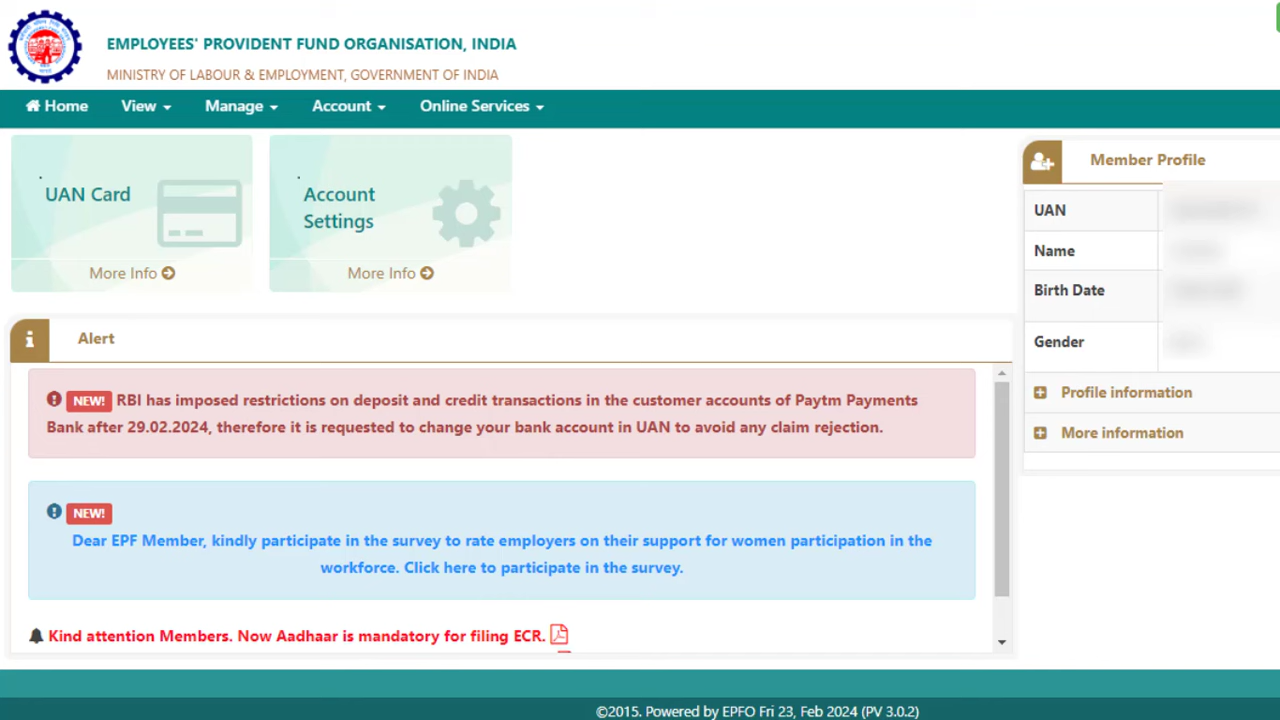 EMPLOYEES' PROVIDENT FUND ORGANISATION, INDIA
MINISTRY OF LABOUR & EMPLOYMENT, GOVERNMENT OF INDIA
Home View Manage Account Online Services
UAN Card
More Info
Account
Settings
More Info
Alert
NEW! RBI has imposed restrictions on deposit and credit transactions in the customer accounts of Paytm Payments
Bank after 29.02.2024, therefore it is requested to change your bank account in UAN to avoid any claim rejection.
NEW!
Dear EPF Member, kindly participate in the survey to rate employers on their support for women participation in the
workforce. Click here to participate in the survey.
Kind attention Members. Now Aadhaar is mandatory for filing ECR.
Member Profile
UAN
Name
Birth Date
Gender
Profile information
More information
©2015. Powered by EPFO Fri 23, Feb 2024 (PV 3.0.2)